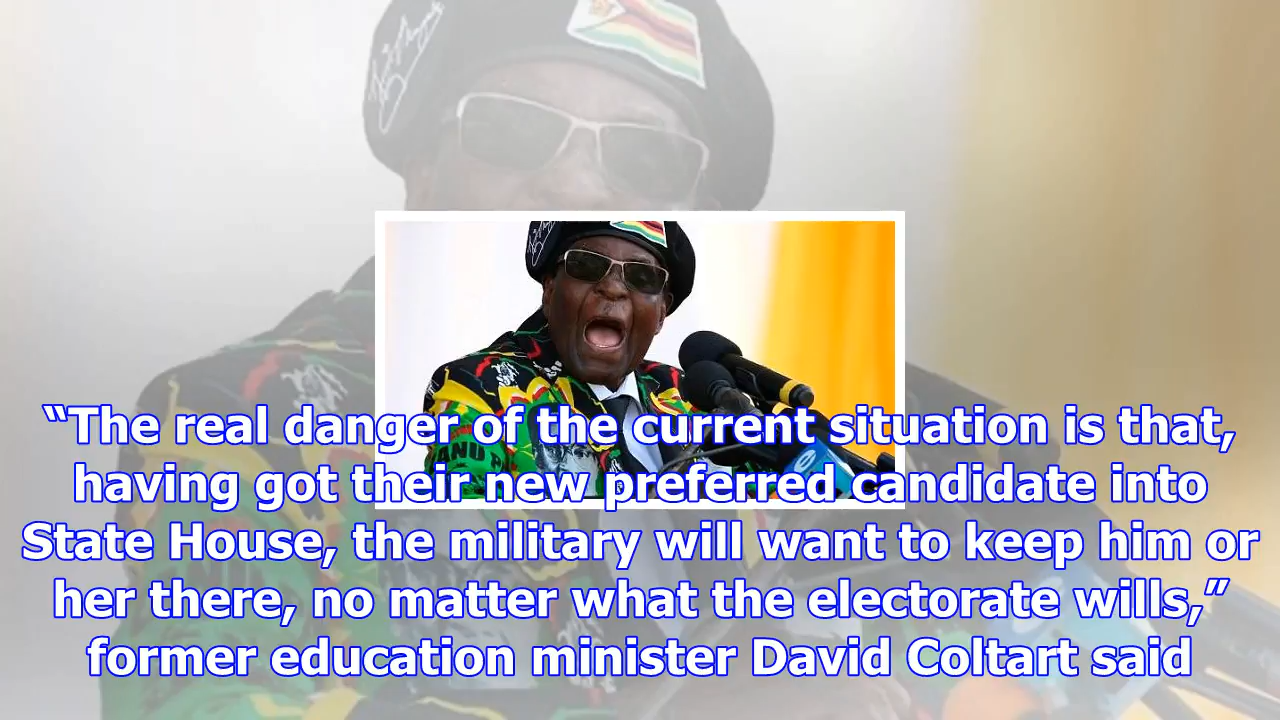 “The real danger of the current situation is that,
having got their new preferred candidate into
State House, the military will want to keep him or
her there, no matter what the electorate wills,”
former education minister David Coltart said